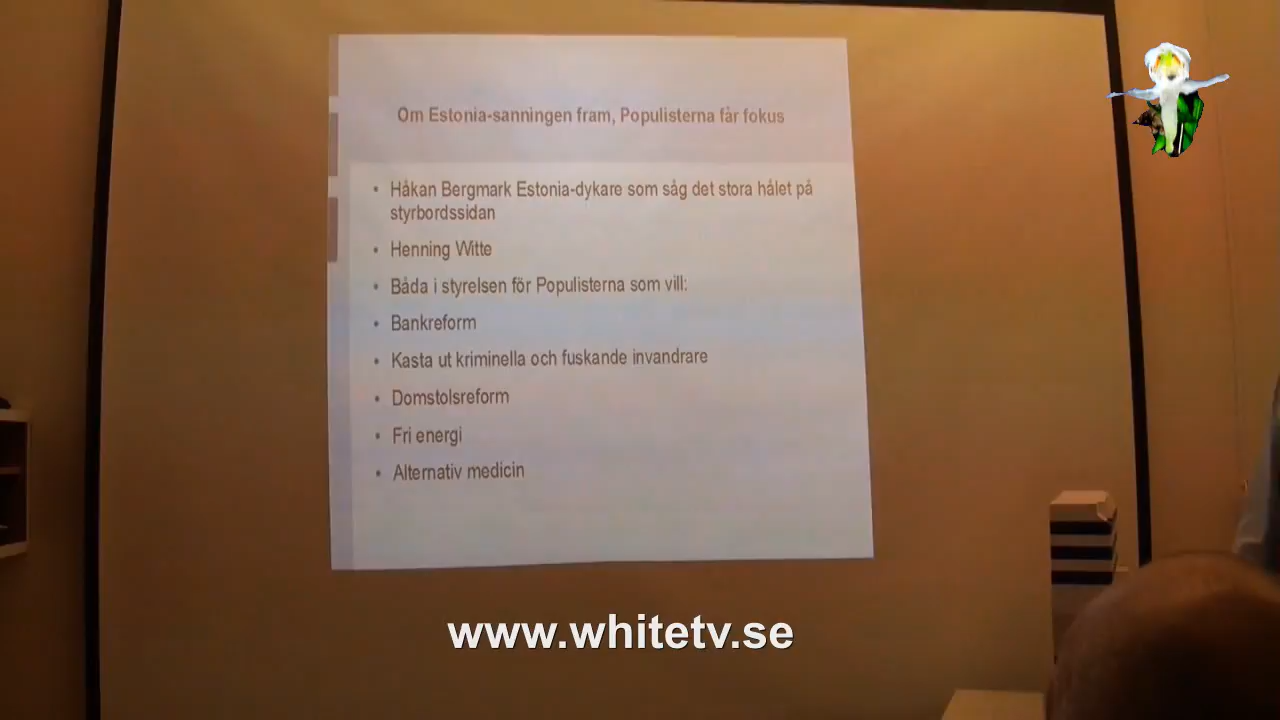 Om Estonia-sanningen fram, Populisterna får fokus
• Håkan Bergmark Estonia-dykare som såg det stora hålet på
styrbordssidan
• Henning Witte
• Båda i styrelsen för Populisterna som vill:
• Bankreform
• Kasta ut kriminella och fuskande invandrare
• Domstolsreform
• Fri energi
• Alternativ medicin
www.whitetv.se